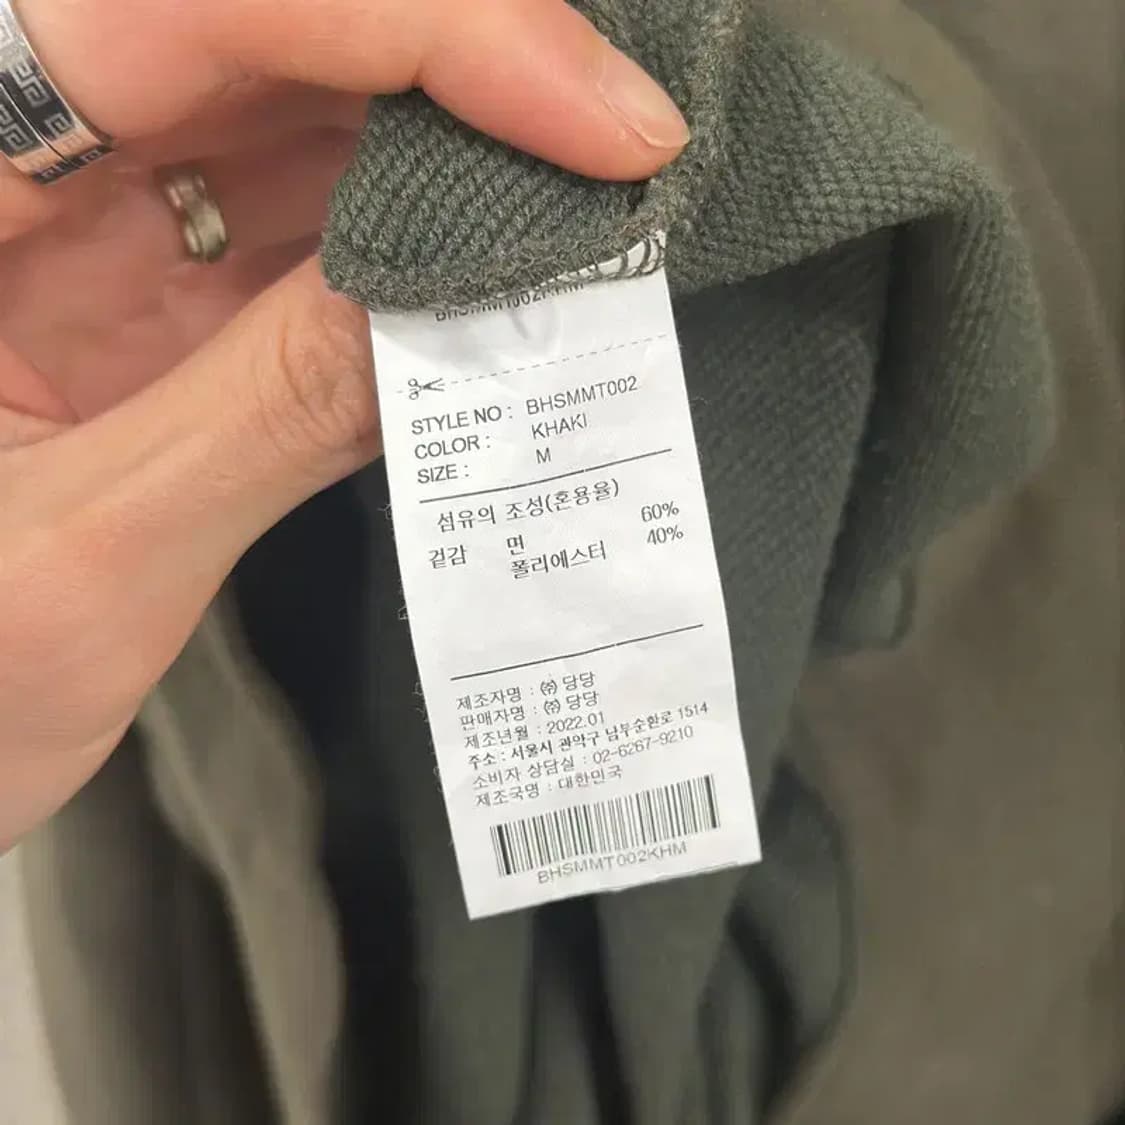 STYLE NO : BHSMMT002
COLOR : KHAKI
SIZE : M
섬유의 조성(혼용율)
겉감 면 60%
폴리에스터 40%
제조자명 : ㈜ 당당
판매자명 : ㈜ 당당
제조년월 : 2022.01
주소 : 서울시 관악구 남부순환로 1514
소비자 상담실 : 02-6267-9210
제조국명 : 대한민국
BHSMMT002KHM